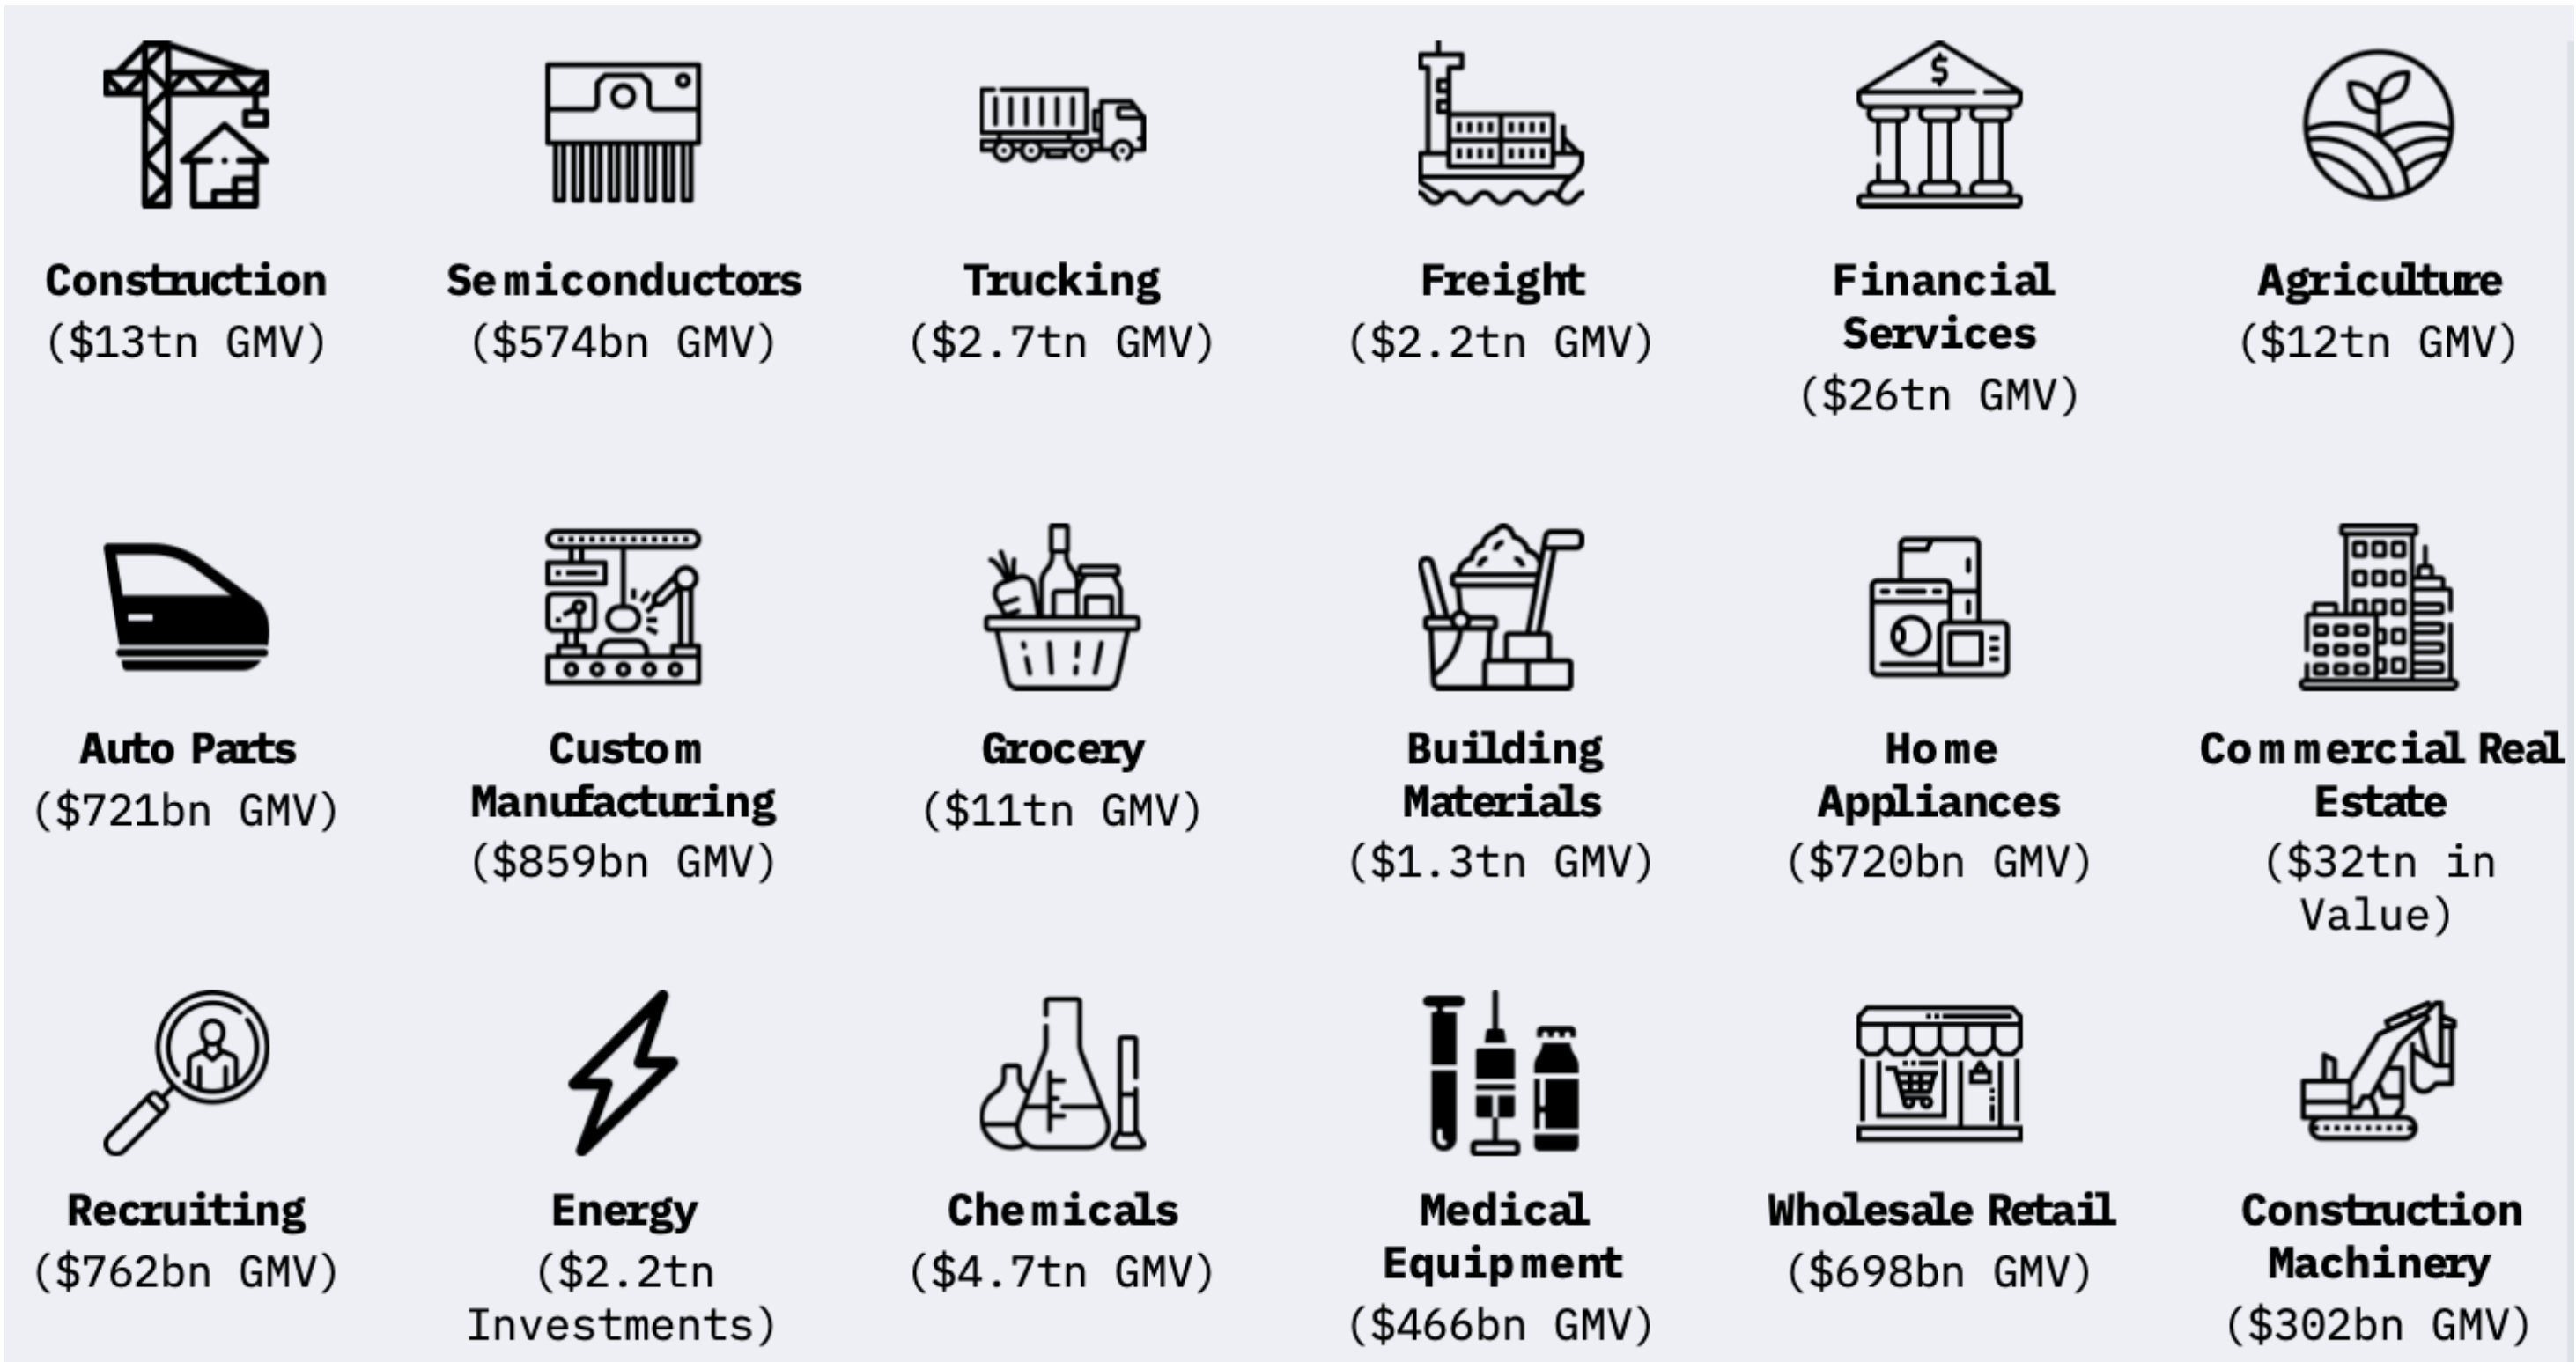 $
Construction
($13tn GMV)
Semiconductors
($574bn GMV)
Trucking
($2.7tn GMV)
Freight
($2.2tn GMV)
Financial
Services
($26tn GMV)
Agriculture
($12tn GMV)
Auto Parts
($721bn GMV)
Custom
Manufacturing
($859bn GMV)
Grocery
($11tn GMV)
Building
Materials
($1.3tn GMV)
Home
Appliances
($720bn GMV)
Commercial Real
Estate
($32tn in
Value)
Recruiting
($762bn GMV)
Energy
($2.2tn
Investments)
Chemicals
($4.7tn GMV)
Medical
Equipment
($466bn GMV)
Wholesale Retail
($698bn GMV)
Construction
Machinery
($302bn GMV)